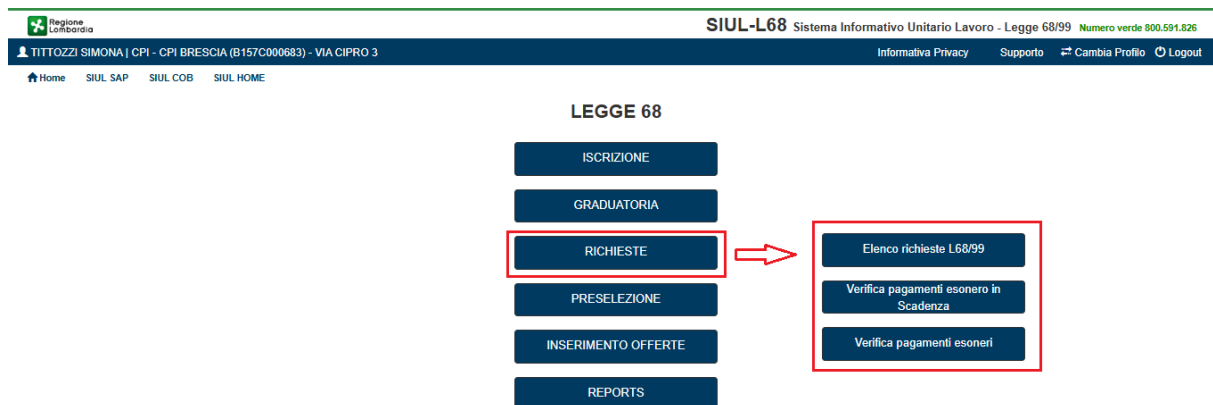 Regione
Lombardia
SIUL-L68 Sistema Informativo Unitario Lavoro - Legge 68/99 Numero verde 800.591.826
TITTOZZI SIMONA | CPI - CPI BRESCIA (B157C000683) - VIA CIPRO 3
Informativa Privacy Supporto Cambia Profilo Logout
Home SIUL SAP SIUL COB SIUL HOME
LEGGE 68
ISCRIZIONE
GRADUATORIA
RICHIESTE
Elenco richieste L68/99
PRESELEZIONE
Verifica pagamenti esonero in
Scadenza
INSERIMENTO OFFERTE
Verifica pagamenti esoneri
REPORTS